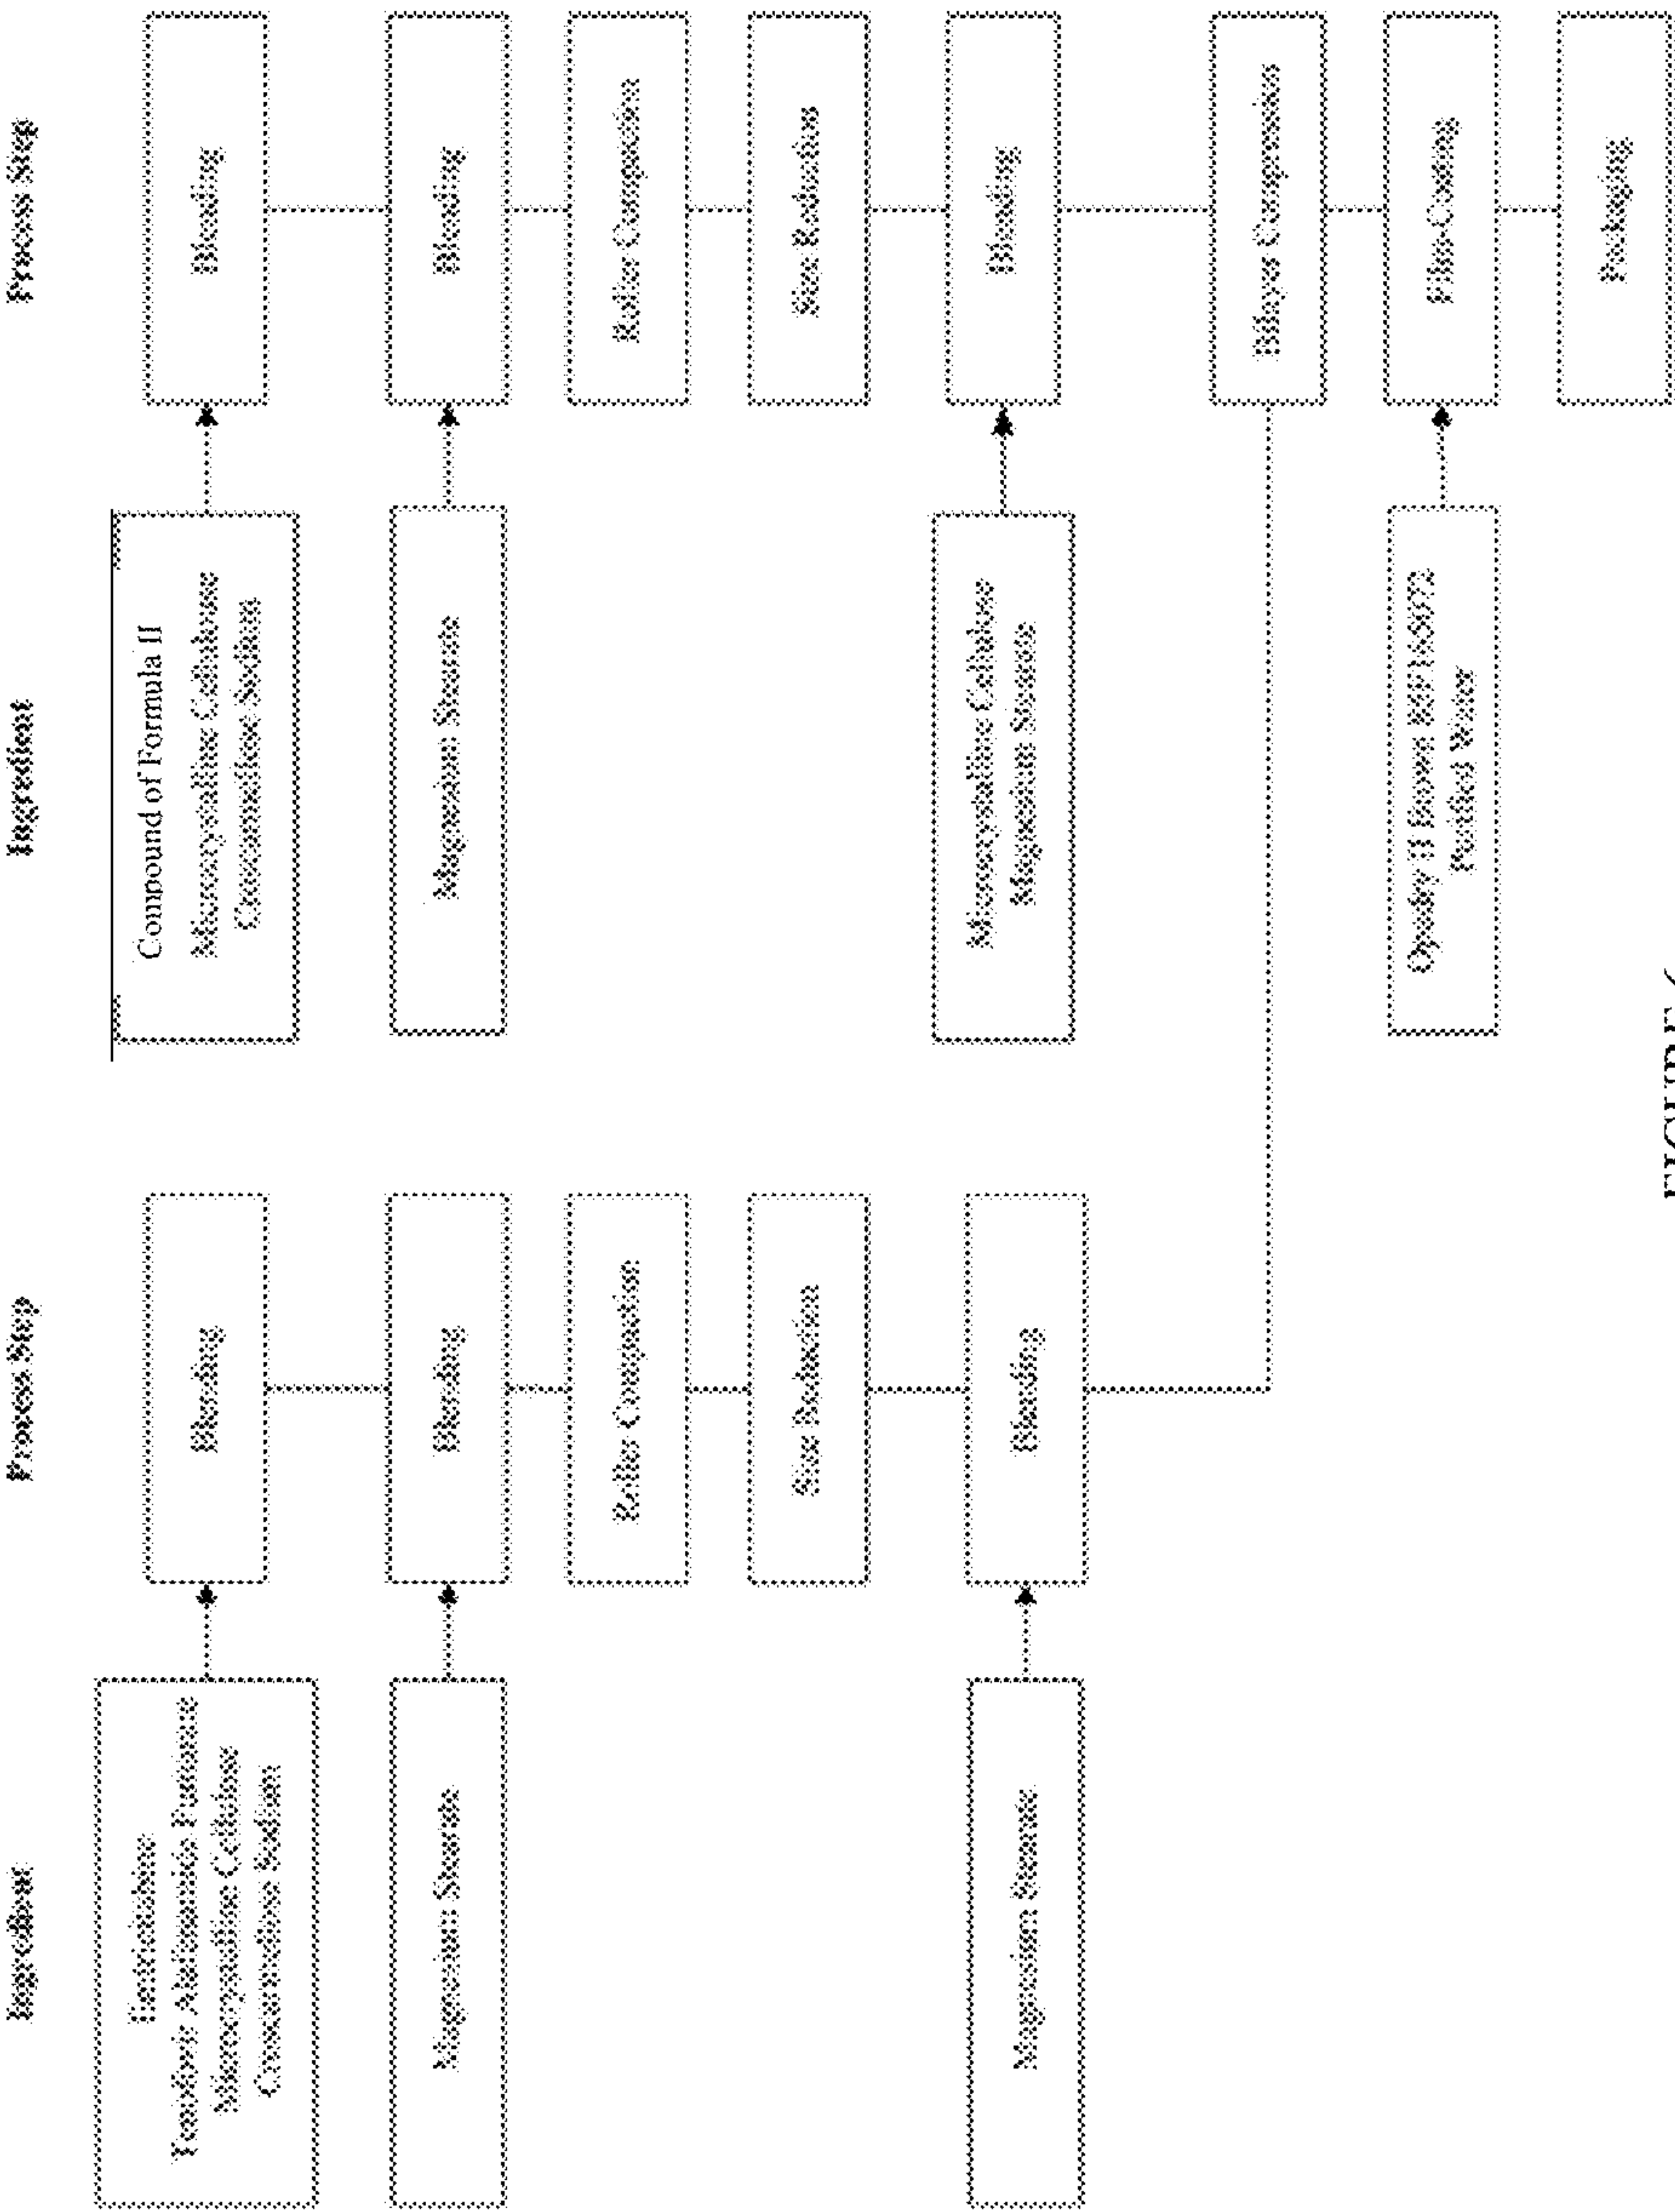 Ingredient
Process Step
Ingredient
Process Step
Emtricitabine
Tenofovir Alafenamide Fumarate
Microcrystalline Cellulose
Croscarmellose Sodium
Blending
Compound of Formula II
Microcrystalline Cellulose
Croscarmellose Sodium
Blending
Magnesium Stearate
Blending
Magnesium Stearate
Blending
Roller Compaction
Roller Compaction
Size Reduction
Size Reduction
Magnesium Stearate
Blending
Microcrystalline Cellulose
Magnesium Stearate
Blending
Bilayer Compression
Opadry II Brown
Purified Water
Film-Coating
Packaging